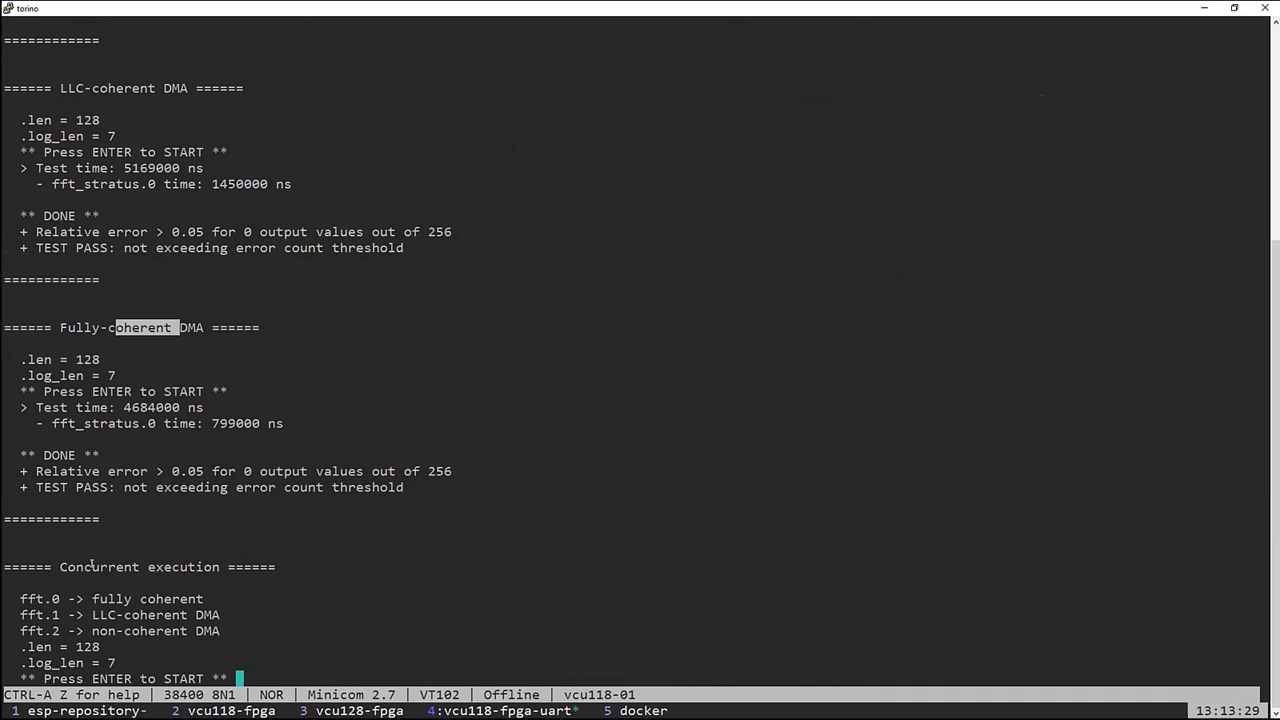 torino
============
====== LLC-coherent DMA ======
.len = 128
.log_len = 7
** Press ENTER to START **
> Test time: 5169000 ns
- fft_stratus.0 time: 1450000 ns
** DONE **
+ Relative error > 0.05 for 0 output values out of 256
+ TEST PASS: not exceeding error count threshold
============
====== Fully-coherent DMA ======
.len = 128
.log_len = 7
** Press ENTER to START **
> Test time: 4684000 ns
- fft_stratus.0 time: 799000 ns
** DONE **
+ Relative error > 0.05 for 0 output values out of 256
+ TEST PASS: not exceeding error count threshold
============
====== Concurrent execution ======
fft.0 -> fully coherent
fft.1 -> LLC-coherent DMA
fft.2 -> non-coherent DMA
.len = 128
.log_len = 7
** Press ENTER to START **
CTRL-A Z for help | 38400 8N1 | NOR | Minicom 2.7 | VT102 | Offline | vcu118-01
1 esp-repository- 2 vcu118-fpga 3 vcu128-fpga 4:vcu118-fpga-uart* 5 docker 13:13:29